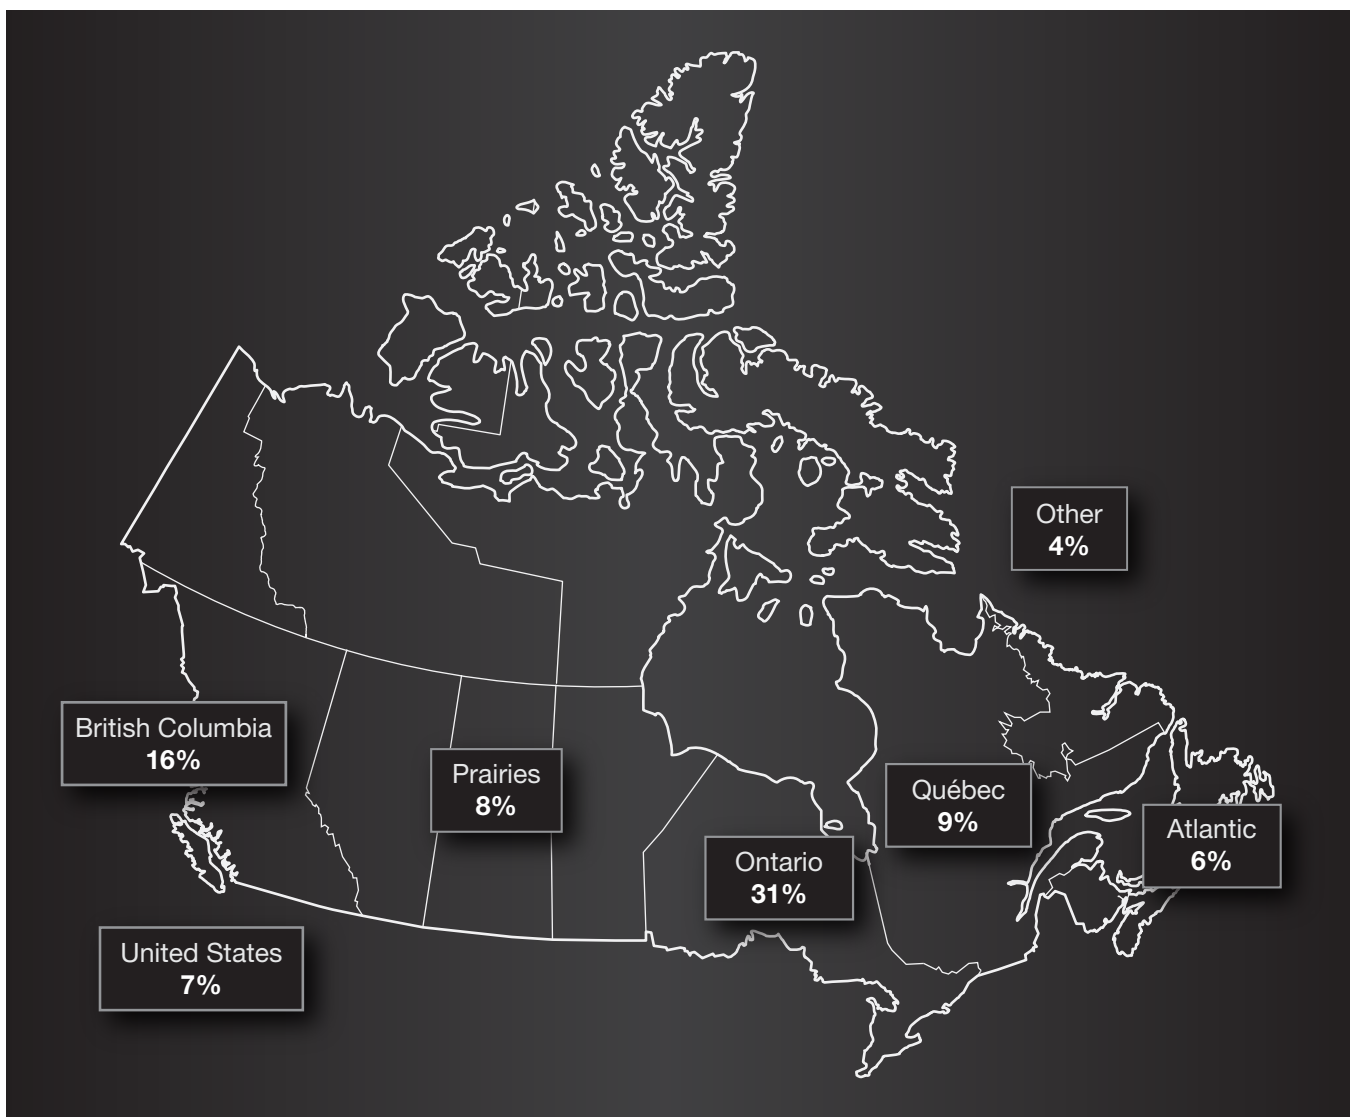 Other
4%
British Columbia
16%
Prairies
8%
Québec
9%
Atlantic
6%
Ontario
31%
United States
7%